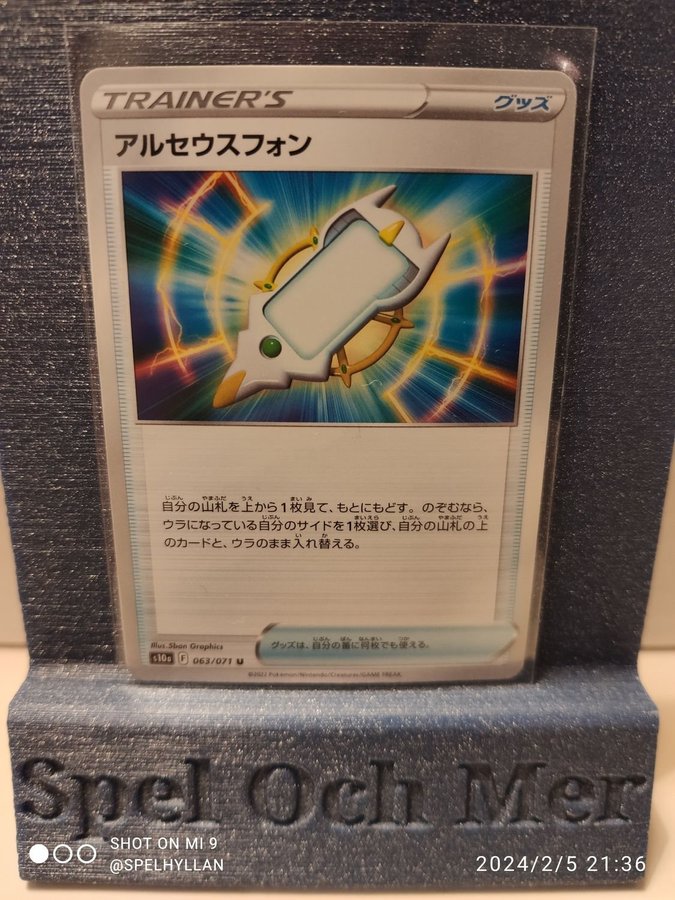 TRAINER'S グッズ
アルセウスフォン
自分の山札を上から1枚見て、もとにもどす。のぞむなら、
ウラになっている自分のサイドを1枚選び、自分の山札の上
のカードと、ウラのまま入れ替える。
Illus. 5ban Graphics
グッズは、自分の番に何枚でも使える。
s10a F 063/071 U
©2022 Pokémon/Nintendo/Creatures/GAME FREAK
Spel Och Mer
SHOT ON MI 9
@SPELHYLLAN
2024/2/5 21:36